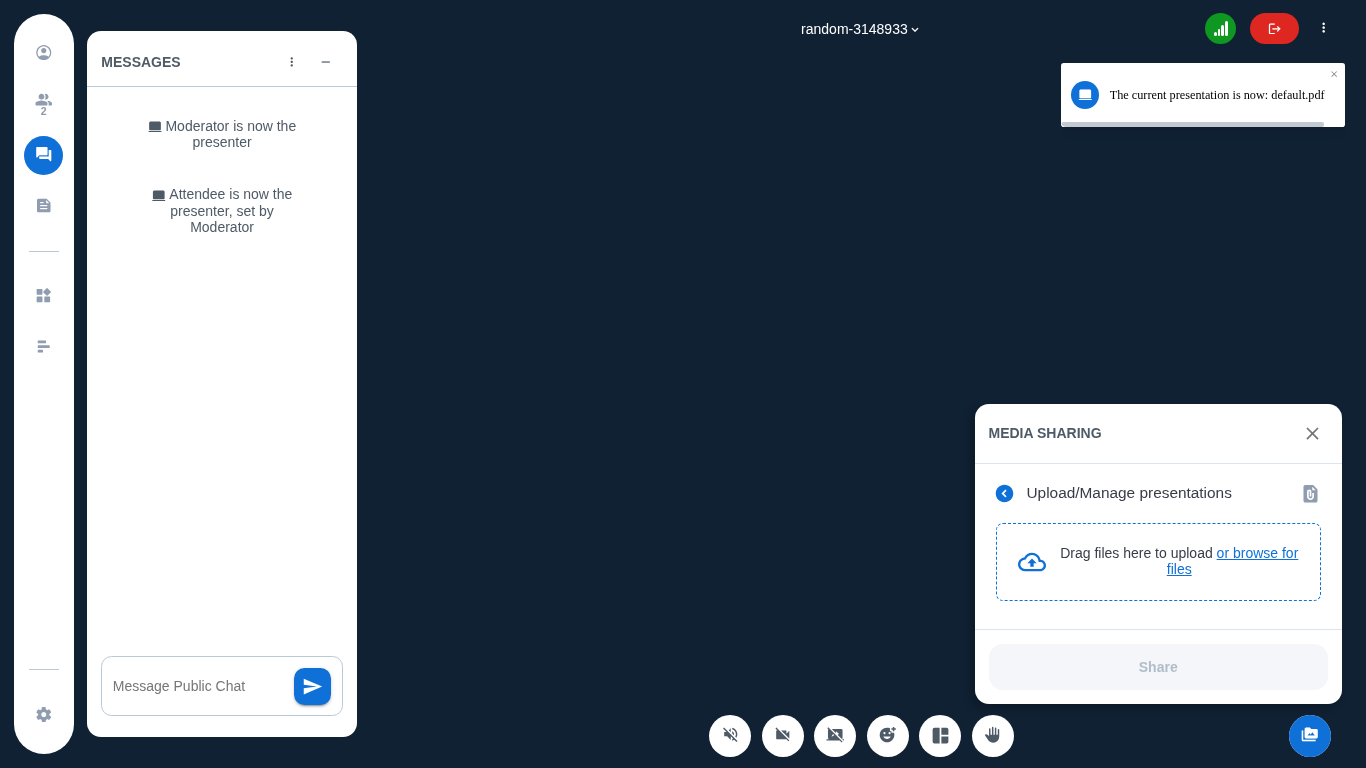 random-3148933
2
MESSAGES
Moderator is now the
presenter
Attendee is now the
presenter, set by
Moderator
Message Public Chat
The current presentation is now: default.pdf
MEDIA SHARING
Upload/Manage presentations
Drag files here to upload or browse for
files
Share